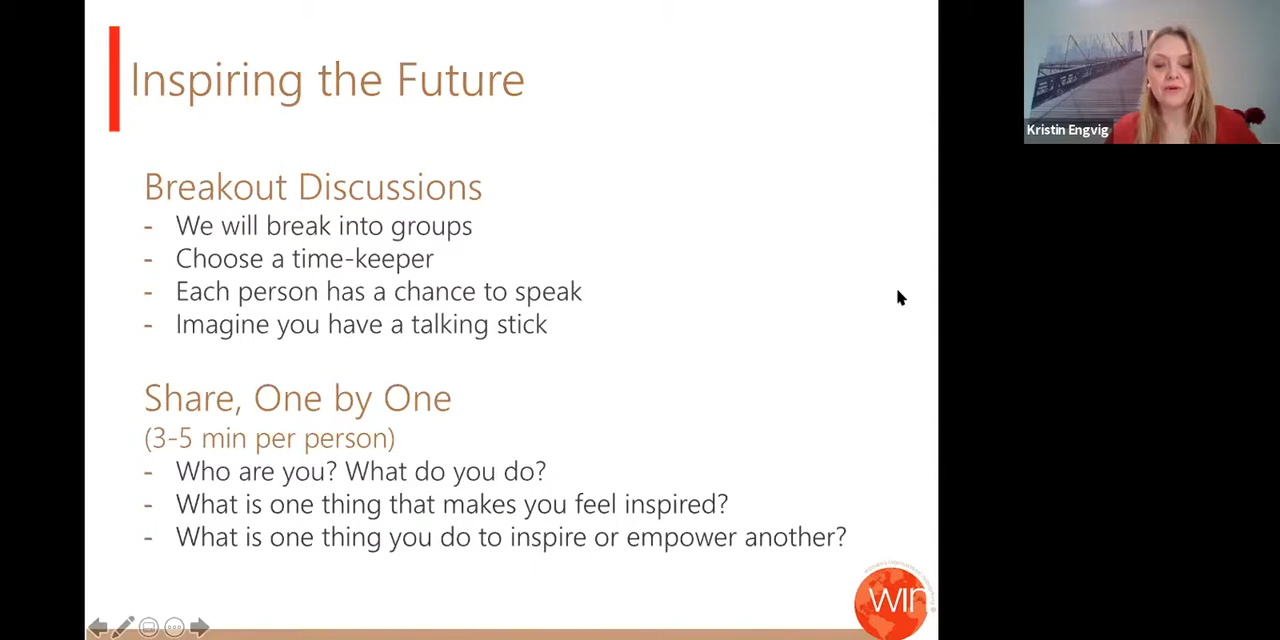 Inspiring the Future
Breakout Discussions
- We will break into groups
- Choose a time-keeper
- Each person has a chance to speak
- Imagine you have a talking stick
Share, One by One
(3-5 min per person)
- Who are you? What do you do?
- What is one thing that makes you feel inspired?
- What is one thing you do to inspire or empower another?
win
Kristin Engvig